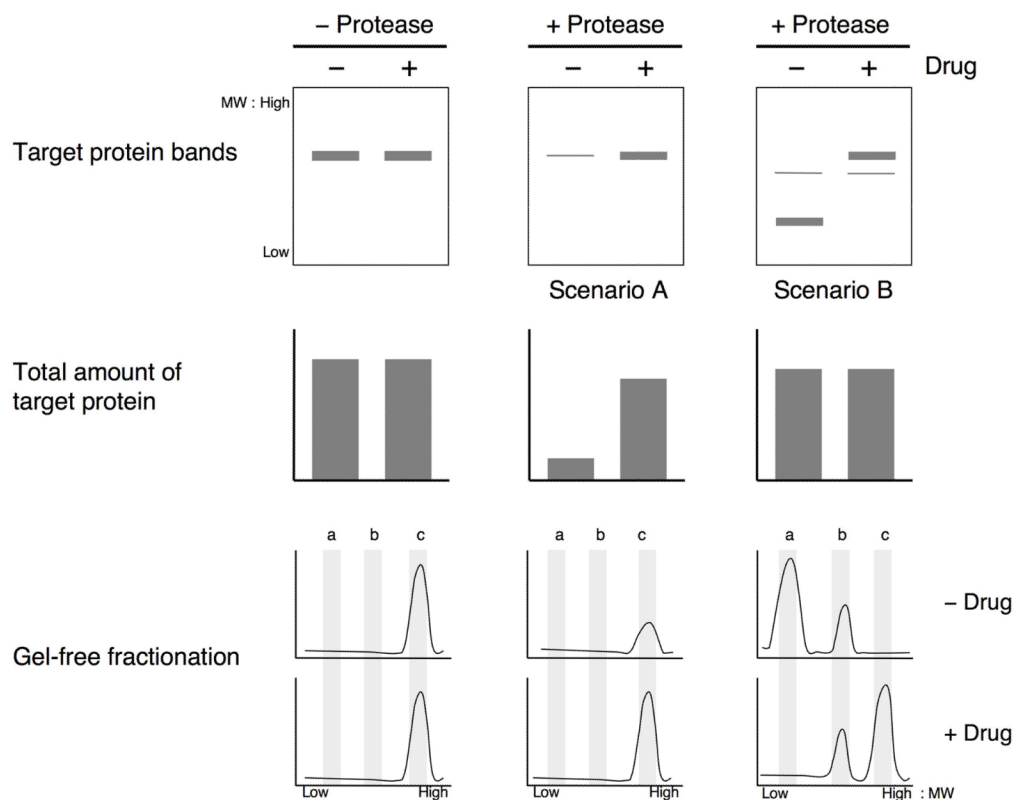 – Protease + Protease + Protease
– + – + – + Drug
MW : High
Target protein bands
Low
Scenario A Scenario B
Total amount of
target protein
a b c a b c a b c
– Drug
Gel-free fractionation
+ Drug
Low High Low High Low High : MW